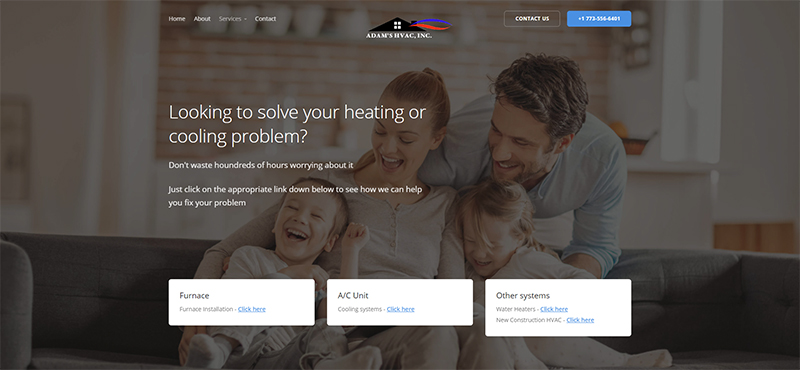 Home About Services Contact
ADAM'S HVAC, INC.
CONTACT US +1 773-556-6401
Looking to solve your heating or
cooling problem?
Don't waste houndreds of hours worrying about it
Just click on the appropriate link down below to see how we can help
you fix your problem
Furnace
Furnace Installation - Click here
A/C Unit
Cooling systems - Click here
Other systems
Water Heaters - Click here
New Construction HVAC - Click here